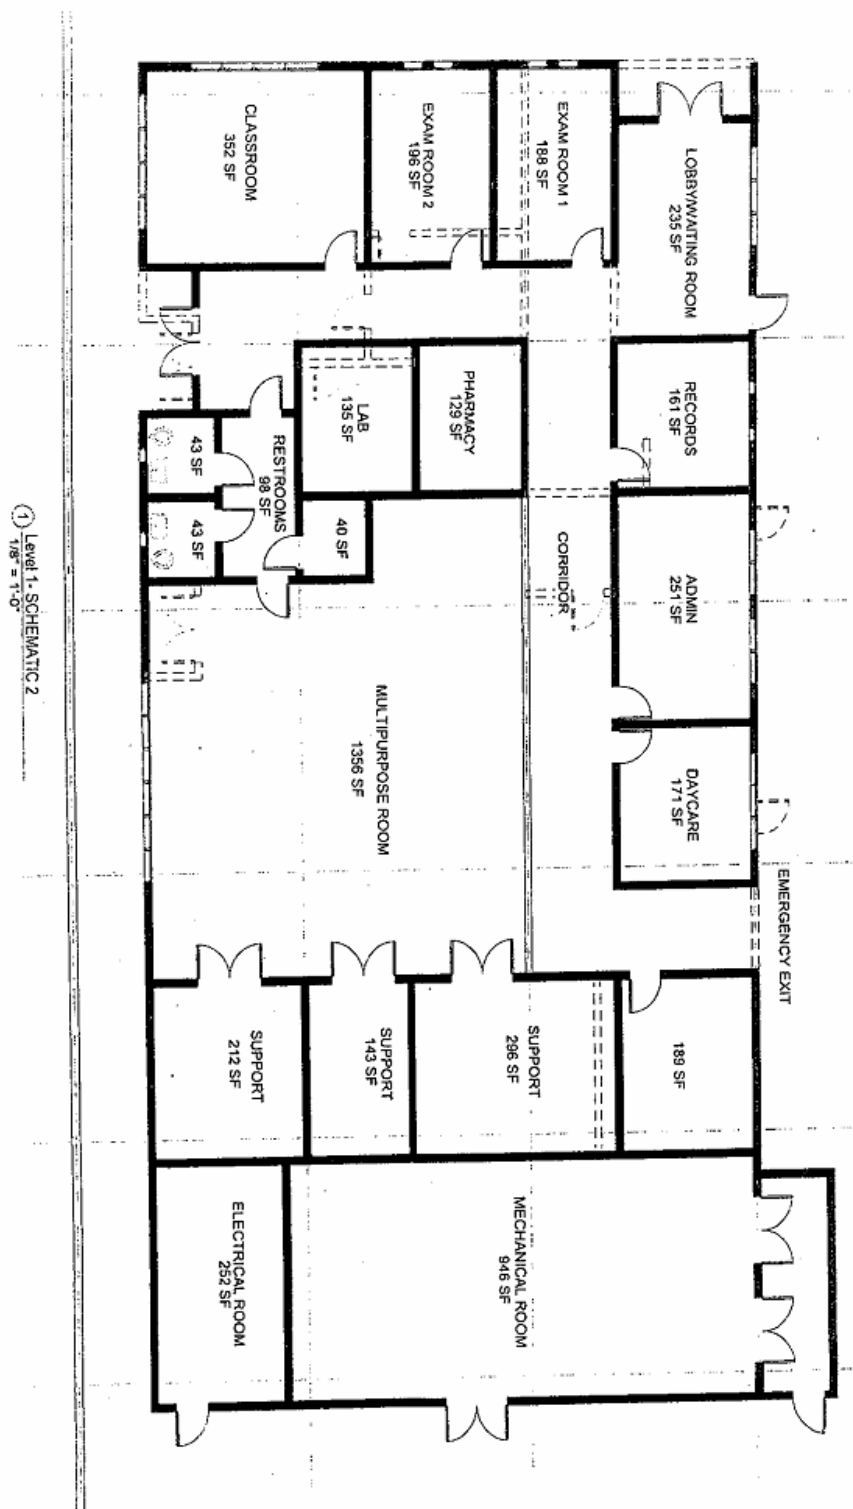 CLASSROOM
352 SF
EXAM ROOM 2
196 SF
EXAM ROOM 1
188 SF
LOBBY/WAITING ROOM
235 SF
LAB
135 SF
PHARMACY
129 SF
RECORDS
161 SF
43 SF
43 SF
RESTROOMS
98 SF
40 SF
CORRIDOR
ADMIN
251 SF
MULTIPURPOSE ROOM
1356 SF
DAYCARE
171 SF
EMERGENCY EXIT
SUPPORT
212 SF
SUPPORT
143 SF
SUPPORT
296 SF
189 SF
ELECTRICAL ROOM
252 SF
MECHANICAL ROOM
946 SF
1 Level 1- SCHEMATIC 2
1/8" = 1'-0"